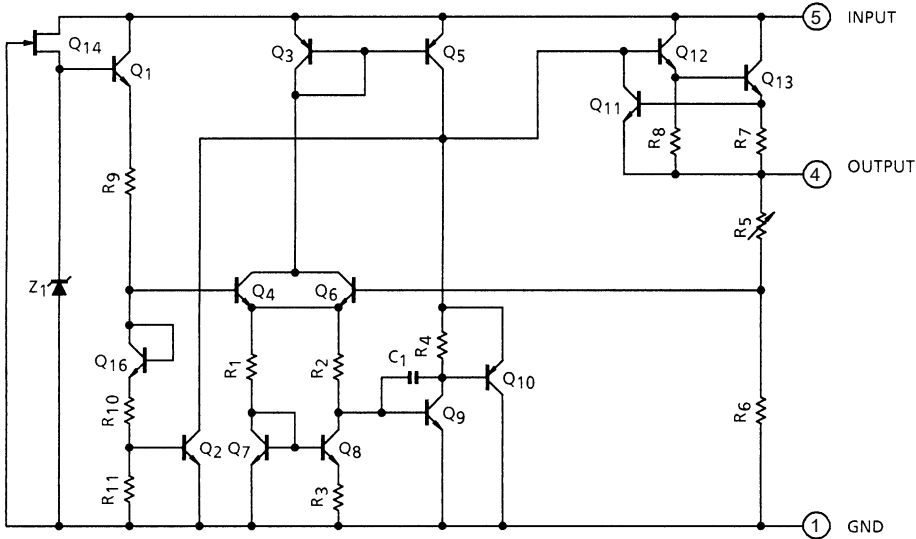 5 INPUT
Q14
Q1
Q3
Q5
Q12
Q13
Q11
R8
R7
4 OUTPUT
R9
R5
Z1
Q4
Q6
Q16
R1
R2
C1
R4
Q10
R10
R6
Q2
Q7
Q8
Q9
R11
R3
1 GND